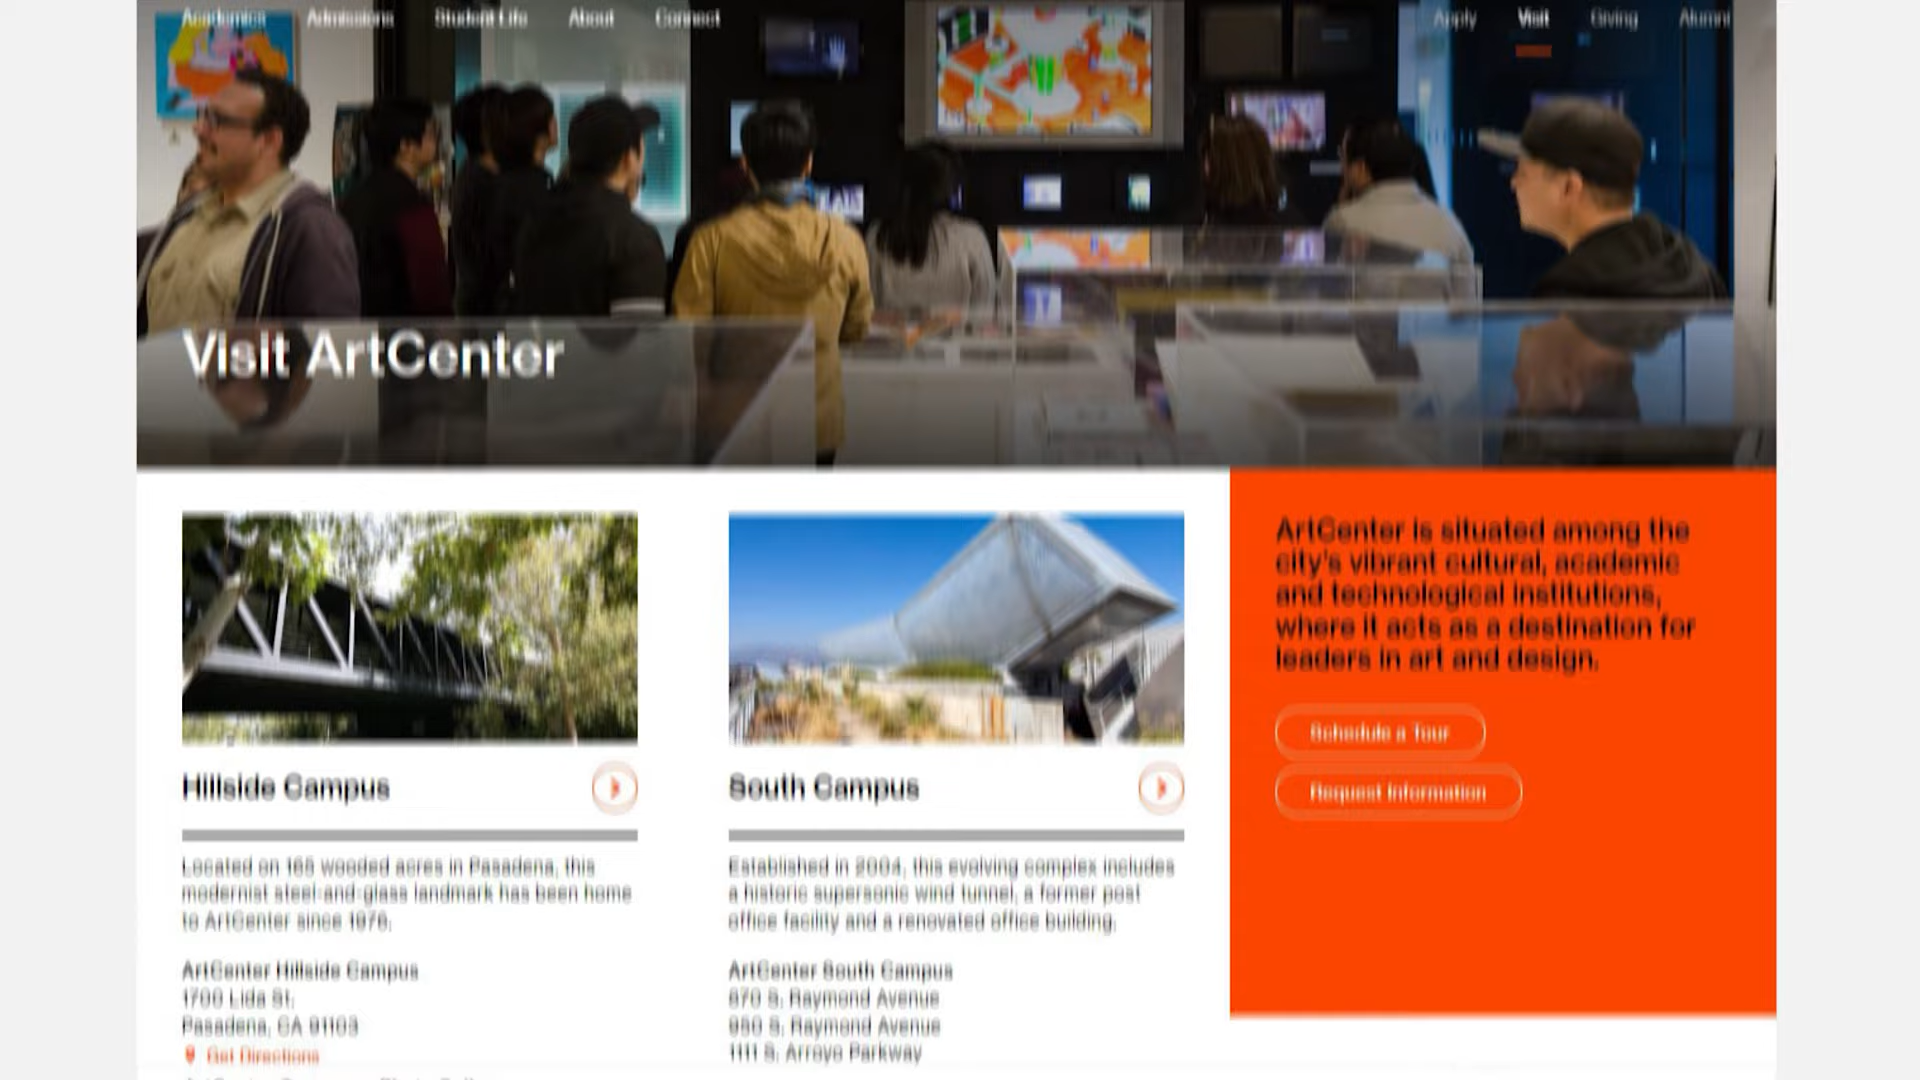 Academics Admissions Student Life About Connect
Apply Visit Giving Alumni
Visit ArtCenter
ArtCenter is situated among the
city's vibrant cultural, academic
and technological institutions,
where it acts as a destination for
leaders in art and design.
Schedule a Tour
Request Information
Hillside Campus
Located on 165 wooded acres in Pasadena, this
modernist steel-and-glass landmark has been home
to ArtCenter since 1976.
ArtCenter Hillside Campus
1700 Lida St.
Pasadena, CA 91103
Get Directions
South Campus
Established in 2004, this evolving complex includes
a historic supersonic wind tunnel, a former post
office facility and a renovated office building.
ArtCenter South Campus
870 S. Raymond Avenue
950 S. Raymond Avenue
1111 S. Arroyo Parkway